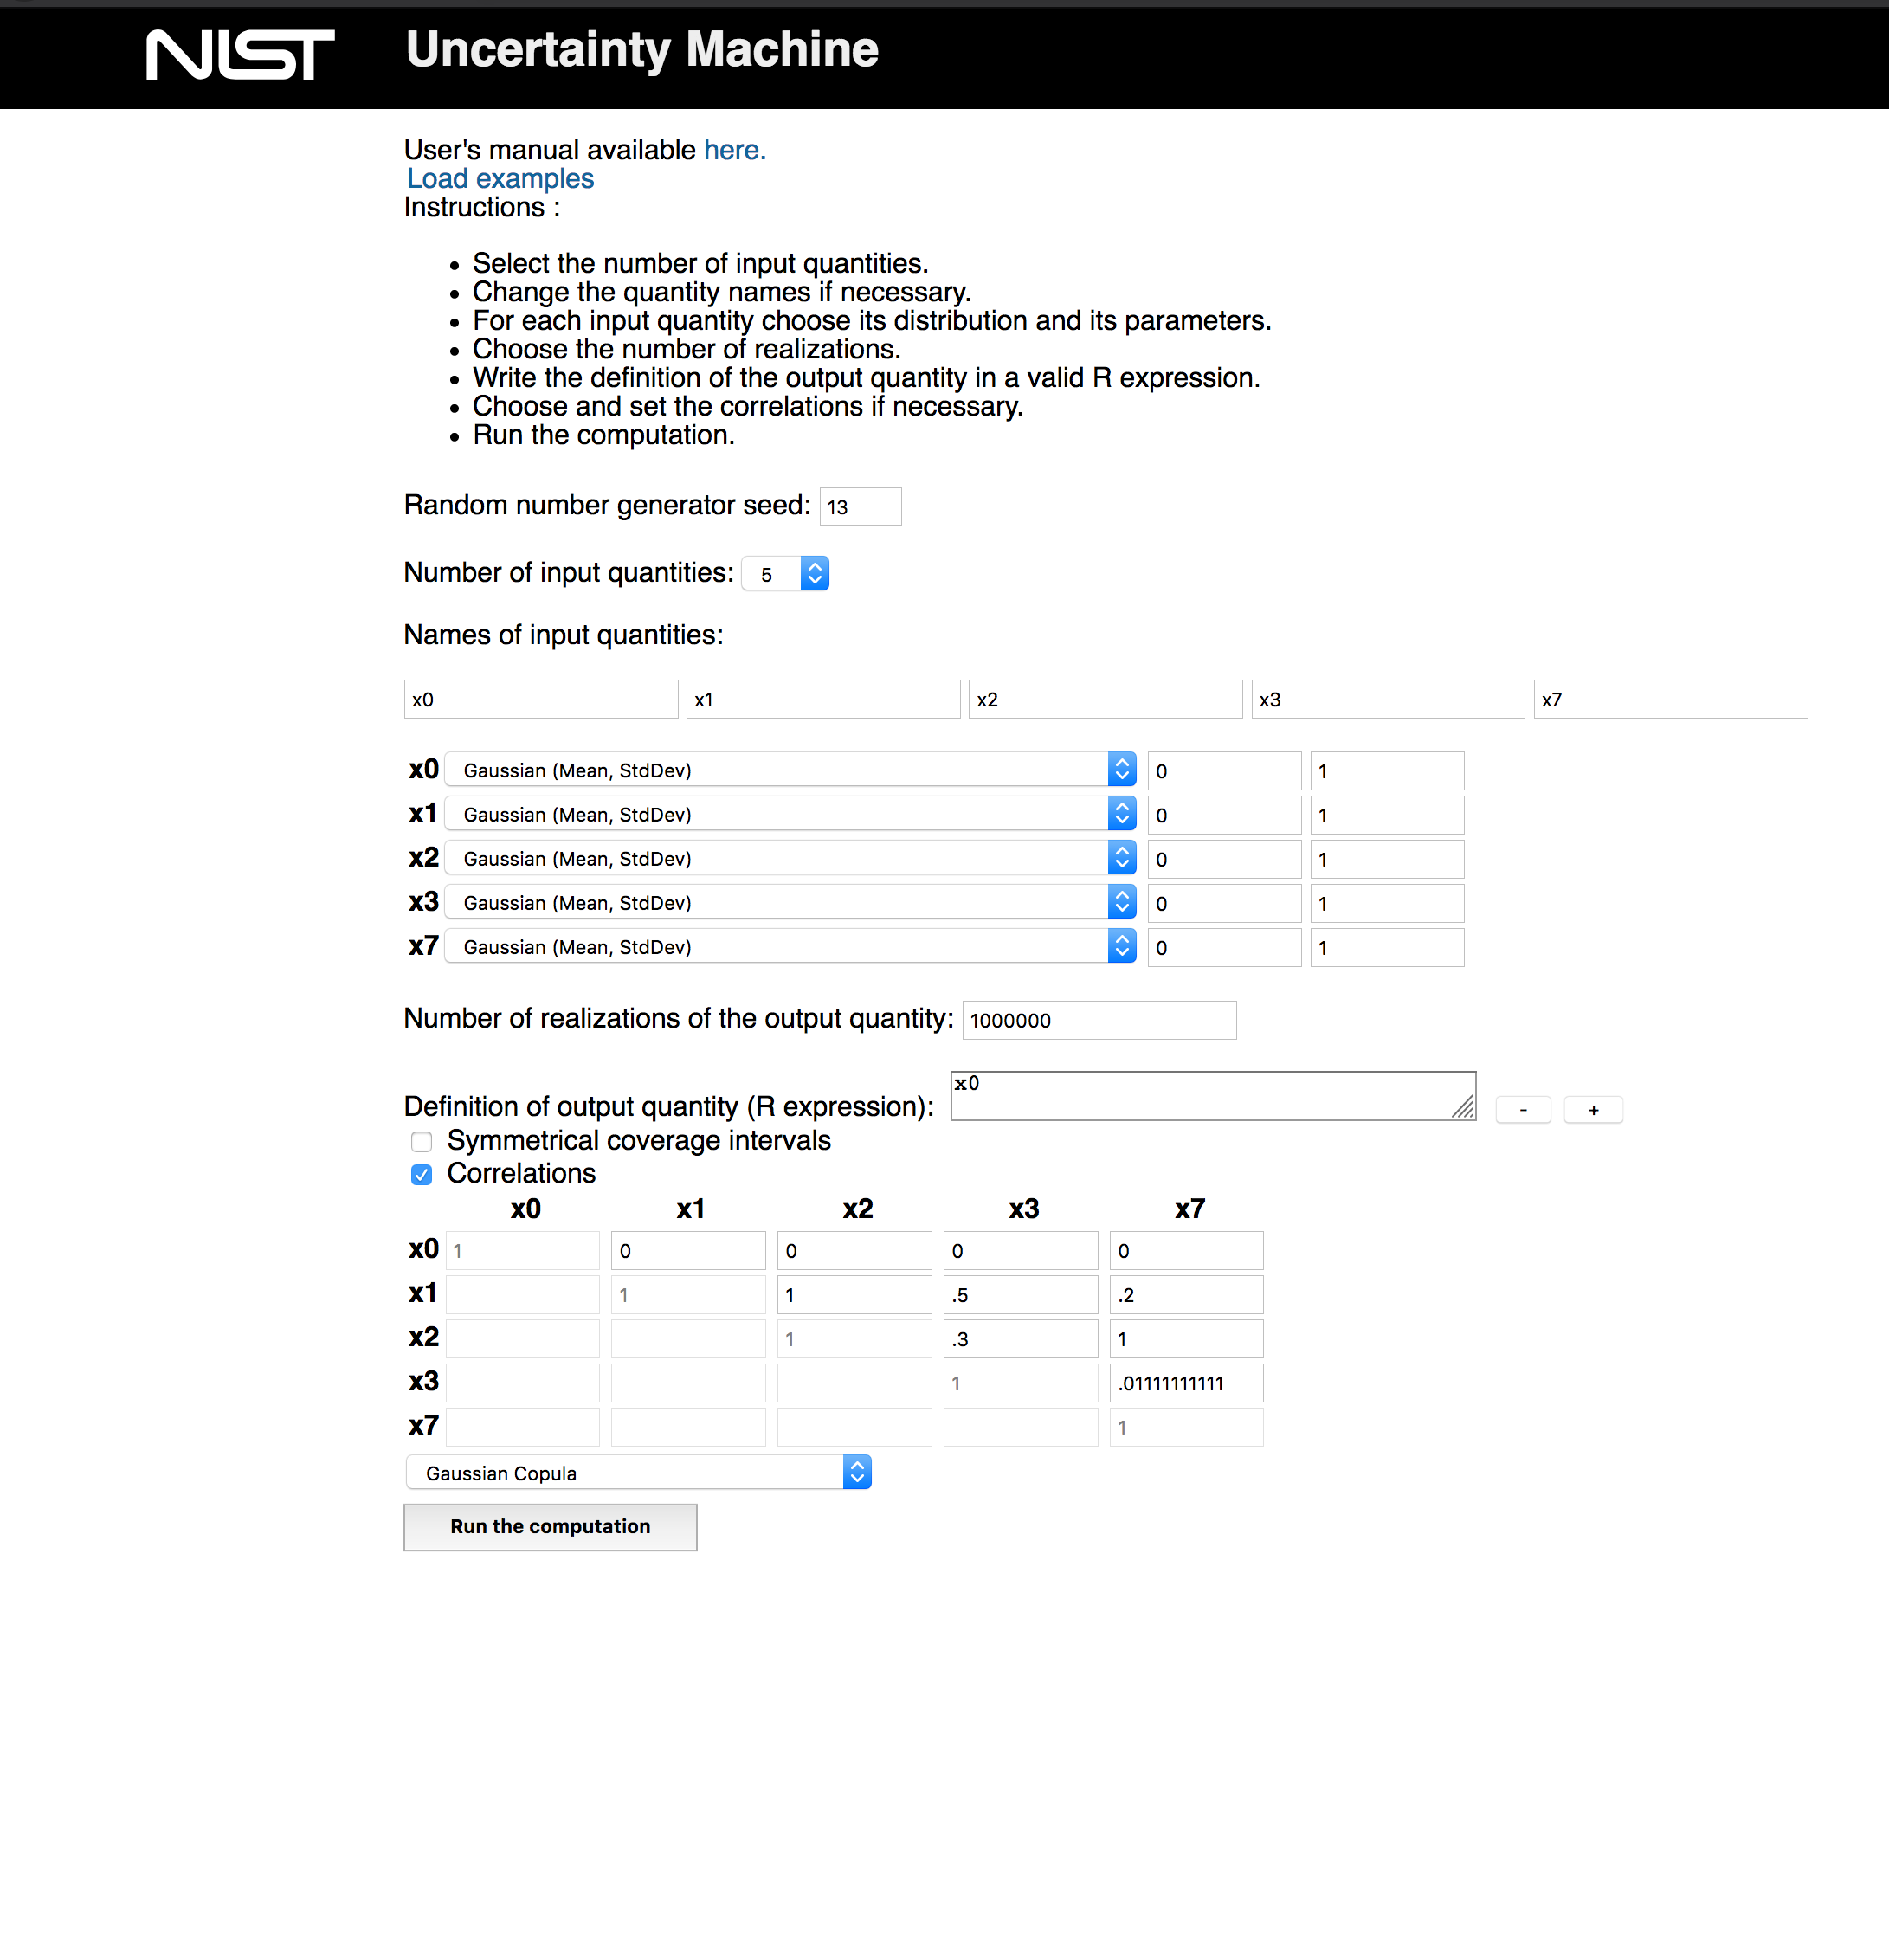 NIST Uncertainty Machine
User's manual available here.
Load examples
Instructions :
• Select the number of input quantities.
• Change the quantity names if necessary.
• For each input quantity choose its distribution and its parameters.
• Choose the number of realizations.
• Write the definition of the output quantity in a valid R expression.
• Choose and set the correlations if necessary.
• Run the computation.
Random number generator seed: 13
Number of input quantities: 5
Names of input quantities:
x0 x1 x2 x3 x7
x0 Gaussian (Mean, StdDev) 0 1
x1 Gaussian (Mean, StdDev) 0 1
x2 Gaussian (Mean, StdDev) 0 1
x3 Gaussian (Mean, StdDev) 0 1
x7 Gaussian (Mean, StdDev) 0 1
Number of realizations of the output quantity: 1000000
Definition of output quantity (R expression): x0 - +
Symmetrical coverage intervals
Correlations
x0 x1 x2 x3 x7
x0 1 0 0 0 0
x1 1 1 .5 .2
x2 1 .3 1
x3 1 .01111111111
x7 1
Gaussian Copula
Run the computation